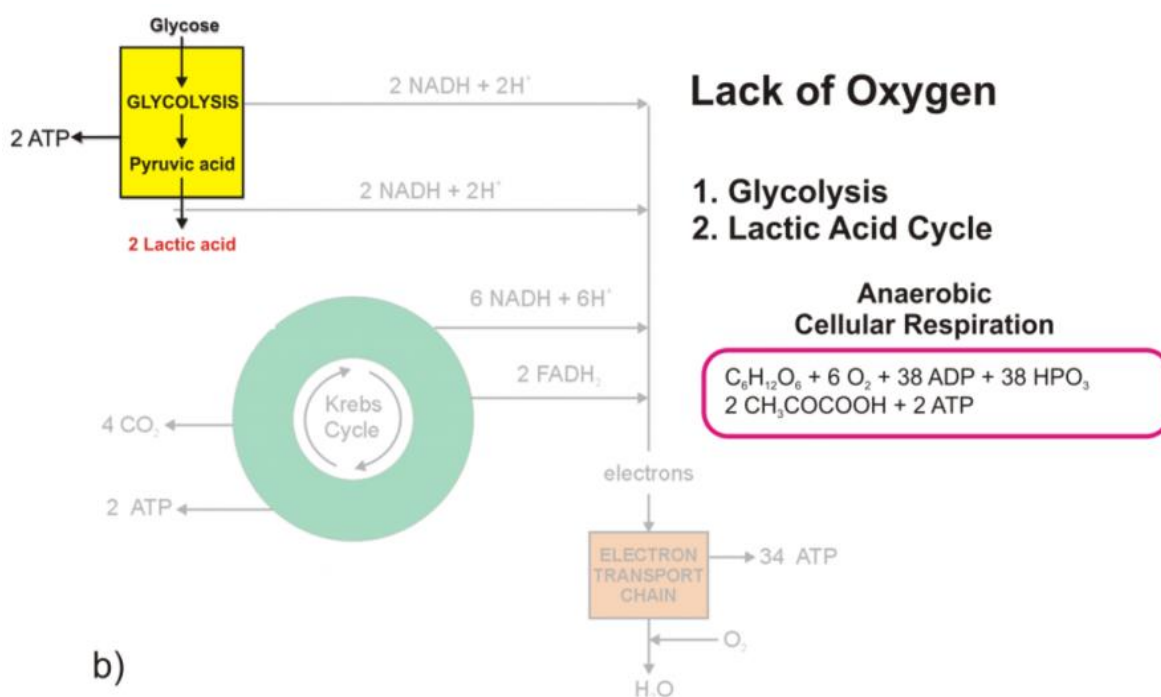 Glycose
GLYCOLYSIS
2 ATP
Pyruvic acid
2 Lactic acid
2 NADH + 2H⁺
2 NADH + 2H⁺
6 NADH + 6H⁺
2 FADH₂
Krebs
Cycle
4 CO₂
2 ATP
electrons
ELECTRON
TRANSPORT
CHAIN
34 ATP
O₂
H₂O
Lack of Oxygen
1. Glycolysis
2. Lactic Acid Cycle
Anaerobic
Cellular Respiration
C₆H₁₂O₆ + 6 O₂ + 38 ADP + 38 HPO₃
2 CH₃COCOOH + 2 ATP
b)